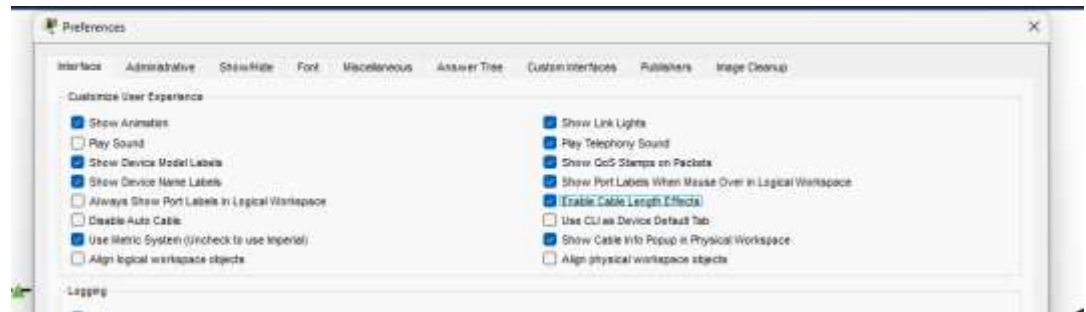 Preferences
Interface Administrative Show/Hide Font Miscellaneous Answer Tree Custom Interfaces Publishers Image Cleanup
Customize User Experience
Show Animation
Show Link Lights
Play Sound
Play Telephony Sound
Show Device Model Labels
Show QoS Stamps on Packets
Show Device Name Labels
Show Port Labels When Mouse Over in Logical Workspace
Always Show Port Labels in Logical Workspace
Enable Cable Length Effects
Disable Auto Cable
Use CLI as Device Default Tab
Use Metric System (Uncheck to use Imperial)
Show Cable Info Popup in Physical Workspace
Align logical workspace objects
Align physical workspace objects
Logging